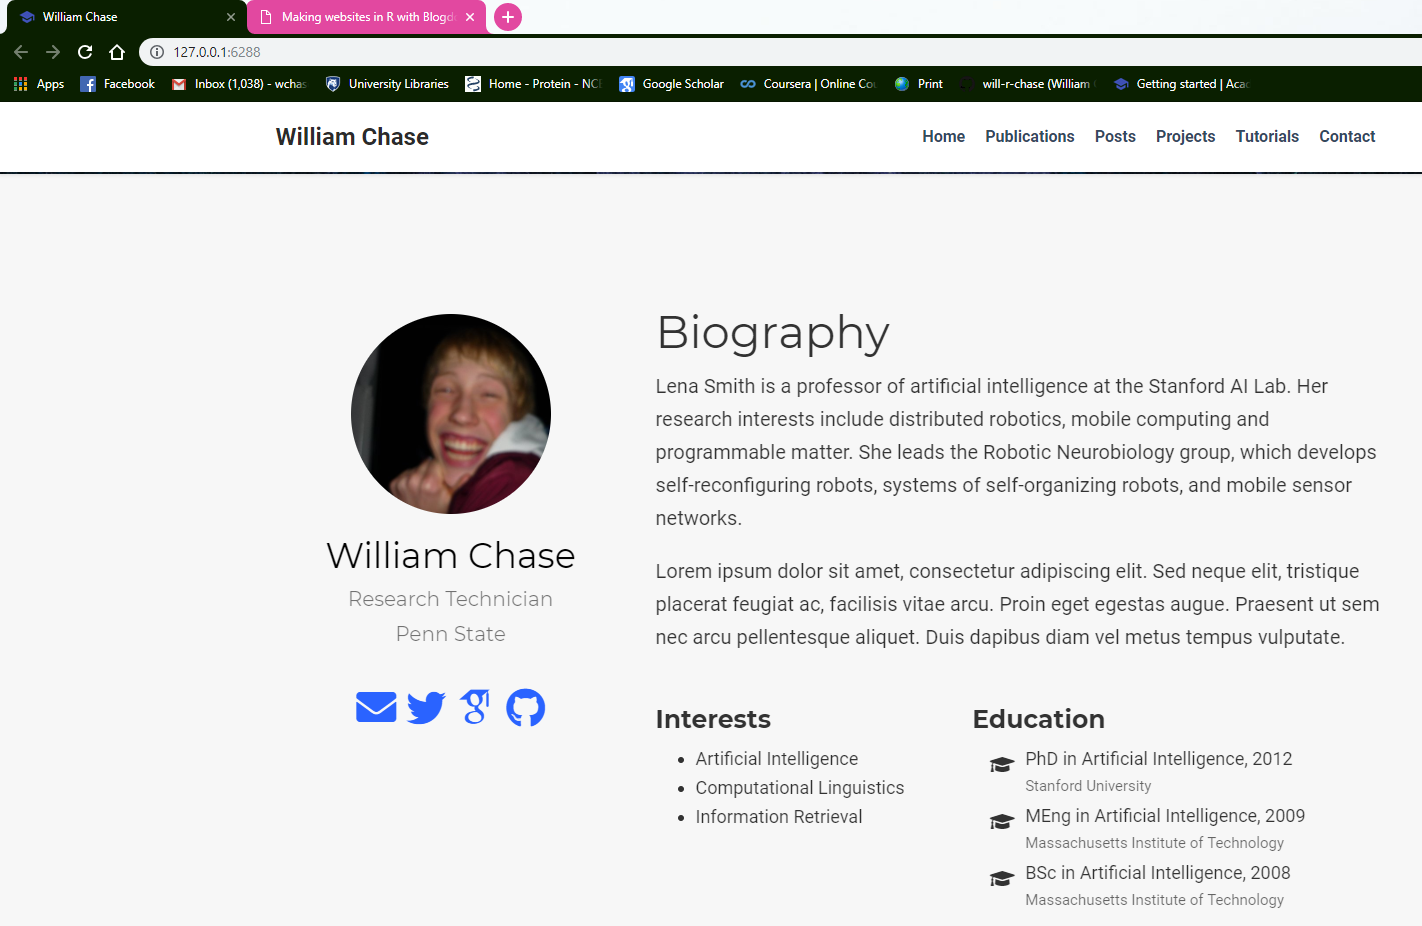 William Chase
Making websites in R with Blogd
127.0.0.1:6288
Apps Facebook Inbox (1,038) - wchas University Libraries Home - Protein - NC Google Scholar Coursera | Online Co Print will-r-chase (William Getting started | Aca
William Chase
Home Publications Posts Projects Tutorials Contact
William Chase
Research Technician
Penn State
Biography
Lena Smith is a professor of artificial intelligence at the Stanford AI Lab. Her
research interests include distributed robotics, mobile computing and
programmable matter. She leads the Robotic Neurobiology group, which develops
self-reconfiguring robots, systems of self-organizing robots, and mobile sensor
networks.
Lorem ipsum dolor sit amet, consectetur adipiscing elit. Sed neque elit, tristique
placerat feugiat ac, facilisis vitae arcu. Proin eget egestas augue. Praesent ut sem
nec arcu pellentesque aliquet. Duis dapibus diam vel metus tempus vulputate.
Interests
Artificial Intelligence
Computational Linguistics
Information Retrieval
Education
PhD in Artificial Intelligence, 2012
Stanford University
MEng in Artificial Intelligence, 2009
Massachusetts Institute of Technology
BSc in Artificial Intelligence, 2008
Massachusetts Institute of Technology